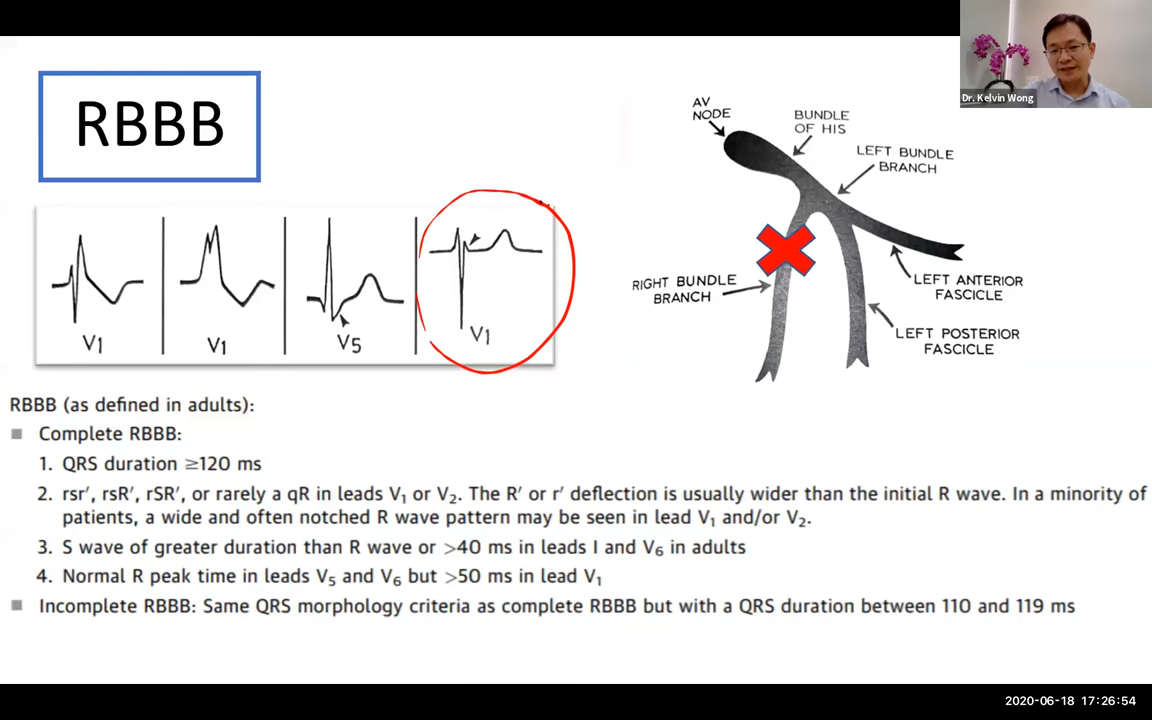 Dr. Kelvin Wong
RBBB
AV
NODE
BUNDLE
OF HIS
LEFT BUNDLE
BRANCH
RIGHT BUNDLE
BRANCH
LEFT ANTERIOR
FASCICLE
LEFT POSTERIOR
FASCICLE
V1
V1
V5
V1
RBBB (as defined in adults):
■ Complete RBBB:
1. QRS duration ≥120 ms
2. rsr′, rsR′, rSR′, or rarely a qR in leads V₁ or V₂. The R′ or r′ deflection is usually wider than the initial R wave. In a minority of
patients, a wide and often notched R wave pattern may be seen in lead V₁ and/or V₂.
3. S wave of greater duration than R wave or >40 ms in leads I and V₆ in adults
4. Normal R peak time in leads V₅ and V₆ but >50 ms in lead V₁
■ Incomplete RBBB: Same QRS morphology criteria as complete RBBB but with a QRS duration between 110 and 119 ms
2020-06-18 17:26:54